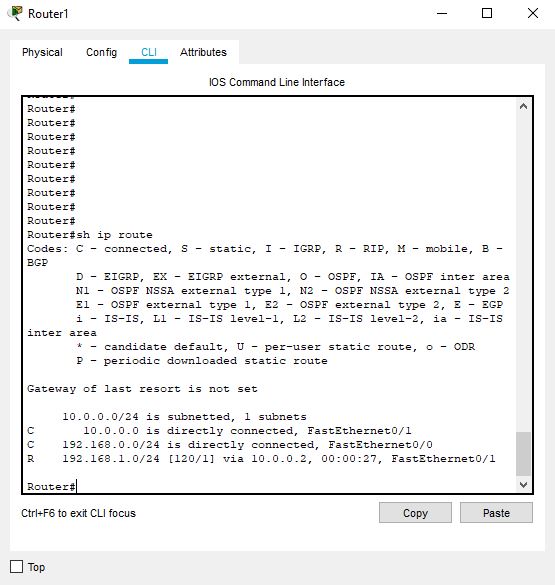 Router1
Physical Config CLI Attributes
IOS Command Line Interface
Router#
Router#
Router#
Router#
Router#
Router#
Router#
Router#
Router#
Router#sh ip route
Codes: C - connected, S - static, I - IGRP, R - RIP, M - mobile, B -
BGP
D - EIGRP, EX - EIGRP external, O - OSPF, IA - OSPF inter area
N1 - OSPF NSSA external type 1, N2 - OSPF NSSA external type 2
E1 - OSPF external type 1, E2 - OSPF external type 2, E - EGP
i - IS-IS, L1 - IS-IS level-1, L2 - IS-IS level-2, ia - IS-IS
inter area
* - candidate default, U - per-user static route, o - ODR
P - periodic downloaded static route
Gateway of last resort is not set
10.0.0.0/24 is subnetted, 1 subnets
C 10.0.0.0 is directly connected, FastEthernet0/1
C 192.168.0.0/24 is directly connected, FastEthernet0/0
R 192.168.1.0/24 [120/1] via 10.0.0.2, 00:00:27, FastEthernet0/1
Router#
Ctrl+F6 to exit CLI focus Copy Paste
Top